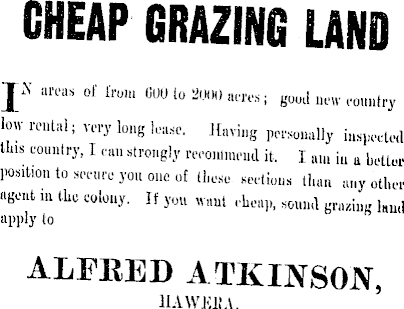 CHEAP GRAZING LAND
IN areas of from 600 to 2000 acres; good new country
low rental; very long lease. Having personally inspected
this country, I can strongly recommend it. I am in a better
position to secure you one of these sections than any other
agent in the colony. If you want cheap, sound grazing land
apply to
ALFRED ATKINSON,
HAWERA.